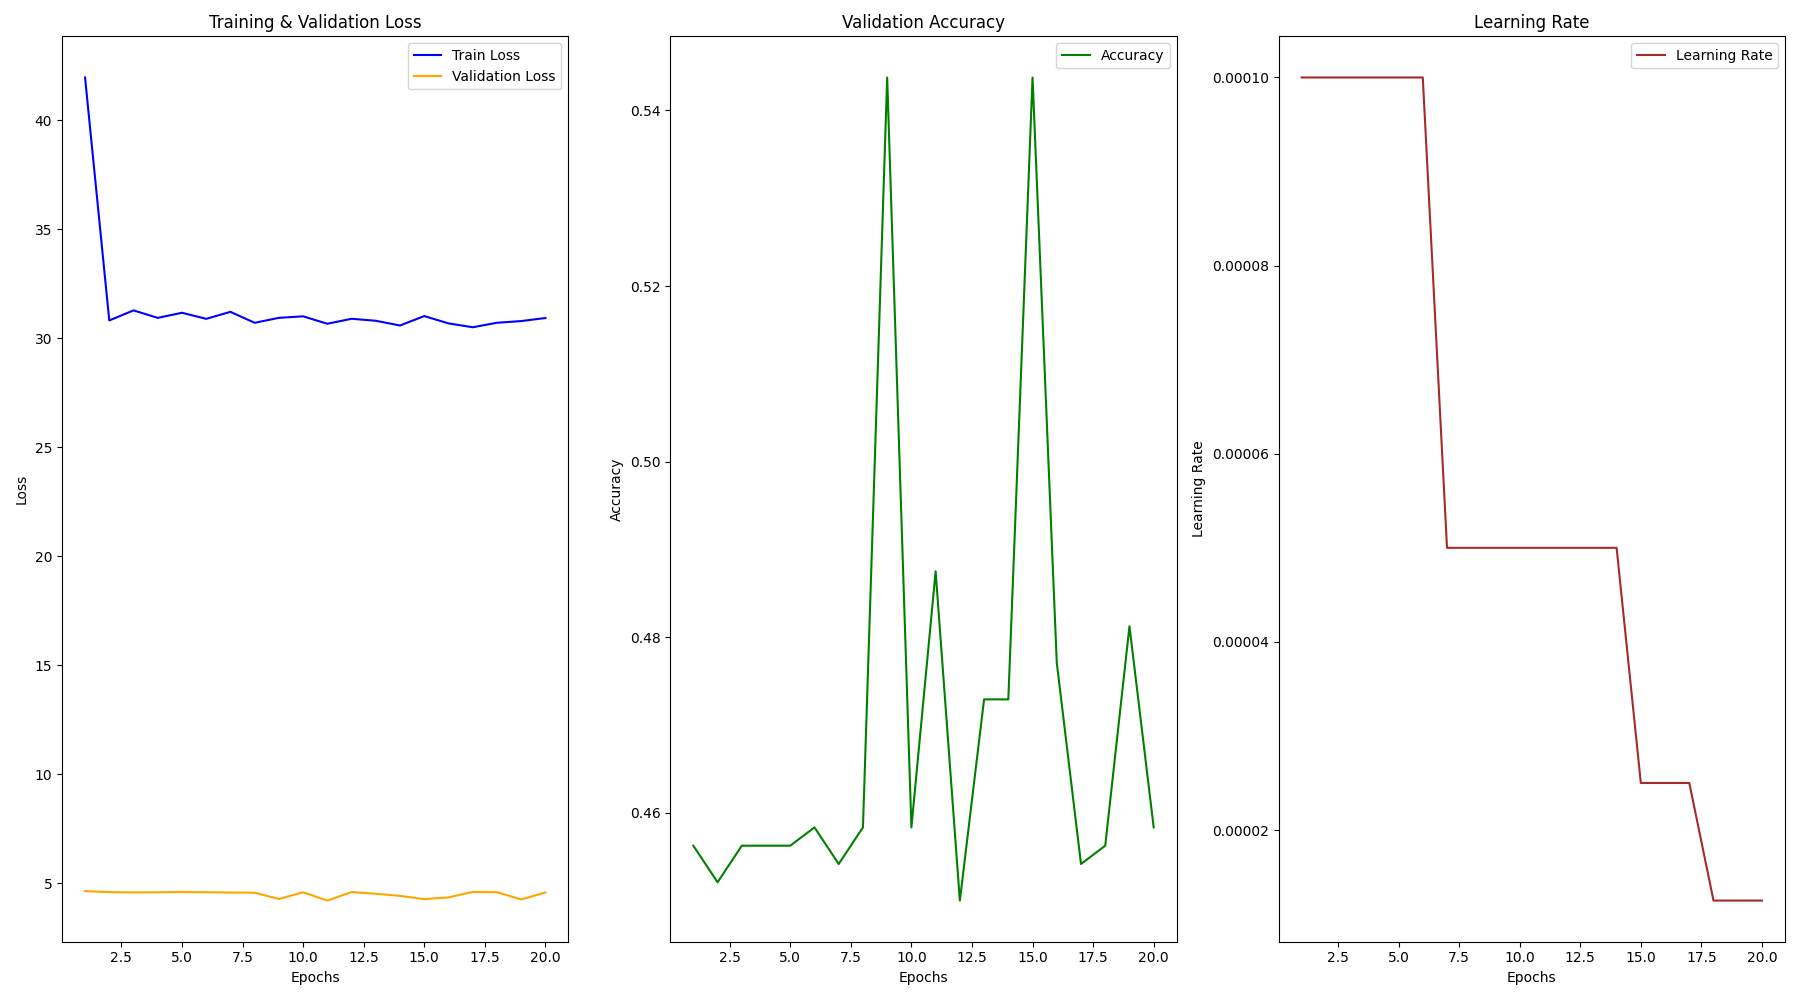 Training & Validation Loss
Train Loss
Validation Loss
40
35
30
25
20
15
10
5
Loss
2.5 5.0 7.5 10.0 12.5 15.0 17.5 20.0
Epochs
Validation Accuracy
Accuracy
0.54
0.52
0.50
0.48
0.46
Accuracy
2.5 5.0 7.5 10.0 12.5 15.0 17.5 20.0
Epochs
Learning Rate
Learning Rate
0.00010
0.00008
0.00006
0.00004
0.00002
Learning Rate
2.5 5.0 7.5 10.0 12.5 15.0 17.5 20.0
Epochs